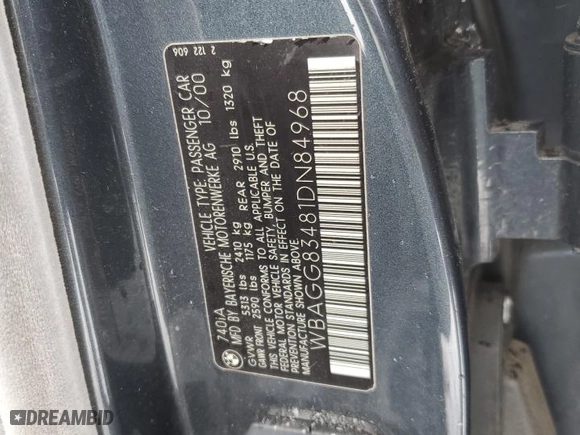 740iA VEHICLE TYPE: PASSENGER CAR
MFD BY BAYERISCHE MOTORENWERKE AG 10/00
GVWR 5313 lbs 2410 kg
GAWR FRONT 2590 lbs 1175 kg REAR 2910 lbs 1320 kg
THIS VEHICLE CONFORMS TO ALL APPLICABLE U.S.
FEDERAL MOTOR VEHICLE SAFETY, BUMPER AND THEFT
PREVENTION STANDARDS IN EFFECT ON THE DATE OF
MANUFACTURE SHOWN ABOVE.
WBAGG83481DN84968
2 122 606
DREAMBID